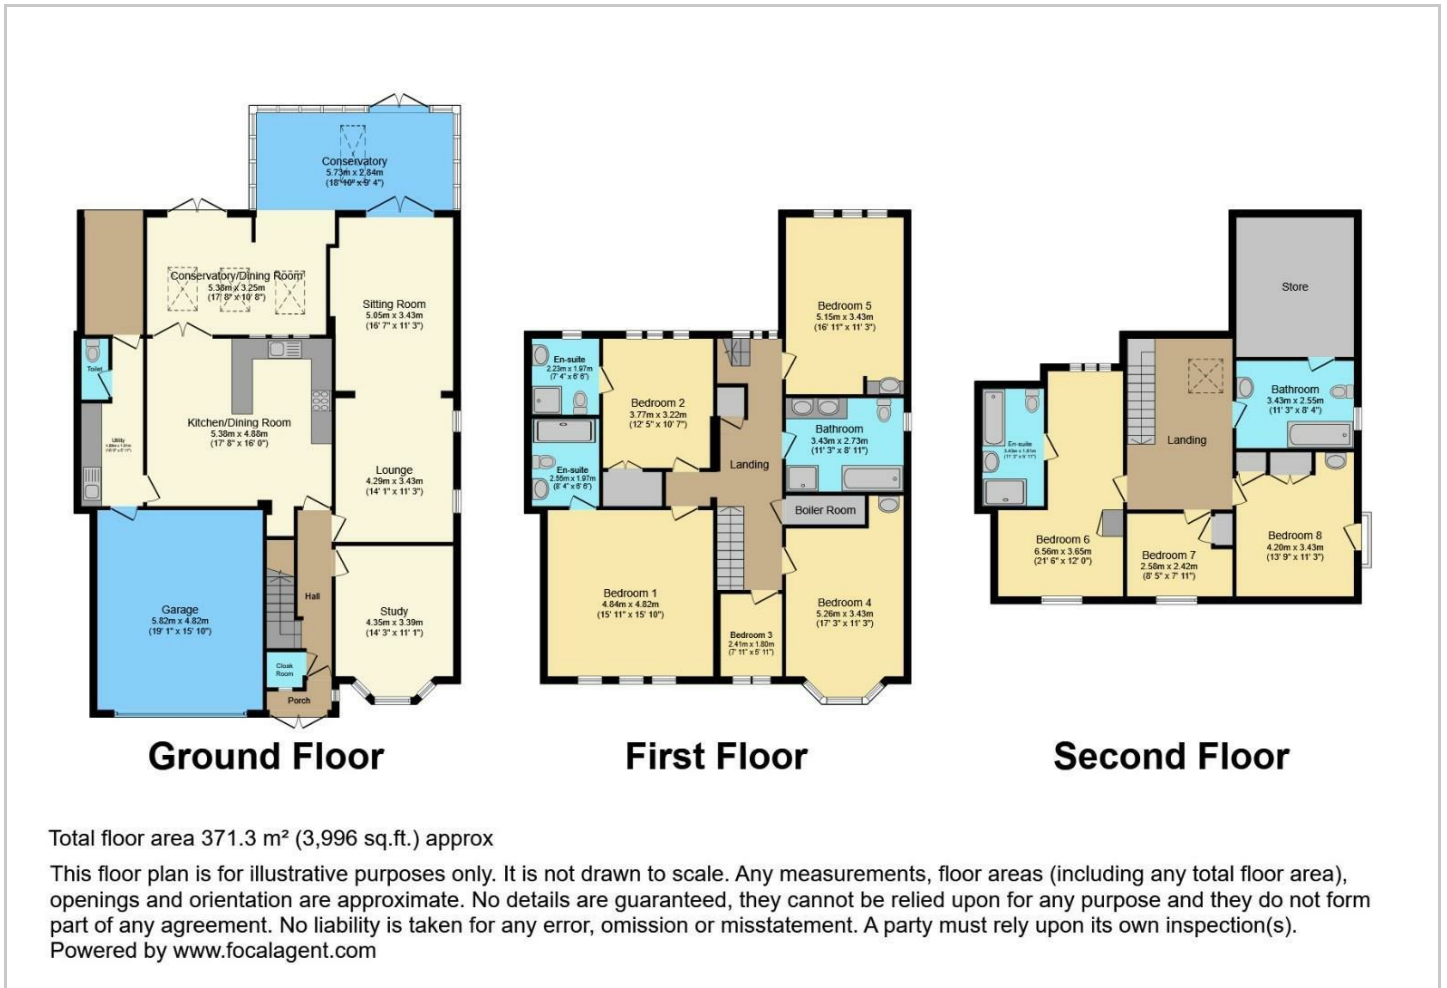 Conservatory
5.73m x 2.84m
(18' 10" x 9' 4")
Conservatory/Dining Room
5.38m x 3.25m
(17' 8" x 10' 8")
Sitting Room
5.05m x 3.43m
(16' 7" x 11' 3")
Toilet
Kitchen/Dining Room
5.38m x 4.88m
(17' 8" x 16' 0")
Utility
Lounge
4.29m x 3.43m
(14' 1" x 11' 3")
Garage
5.82m x 4.82m
(19' 1" x 15' 10")
Hall
Study
4.35m x 3.39m
(14' 3" x 11' 1")
Cloak
Room
Porch
Ground Floor
Bedroom 5
5.15m x 3.43m
(16' 11" x 11' 3")
En-suite
2.23m x 1.97m
(7' 4" x 6' 6")
Bedroom 2
3.77m x 3.22m
(12' 5" x 10' 7")
Bathroom
3.43m x 2.73m
(11' 3" x 8' 11")
Landing
En-suite
2.55m x 1.97m
(8' 4" x 6' 6")
Boiler Room
Bedroom 1
4.84m x 4.82m
(15' 11" x 15' 10")
Bedroom 4
5.26m x 3.43m
(17' 3" x 11' 3")
Bedroom 3
2.41m x 1.80m
(7' 11" x 5' 11")
First Floor
Store
Bathroom
3.43m x 2.55m
(11' 3" x 8' 4")
En-suite
Landing
Bedroom 6
6.56m x 3.65m
(21' 6" x 12' 0")
Bedroom 7
2.58m x 2.42m
(8' 5" x 7' 11")
Bedroom 8
4.20m x 3.43m
(13' 9" x 11' 3")
Second Floor
Total floor area 371.3 m² (3,996 sq.ft.) approx
This floor plan is for illustrative purposes only. It is not drawn to scale. Any measurements, floor areas (including any total floor area),
openings and orientation are approximate. No details are guaranteed, they cannot be relied upon for any purpose and they do not form
part of any agreement. No liability is taken for any error, omission or misstatement. A party must rely upon its own inspection(s).
Powered by www.focalagent.com